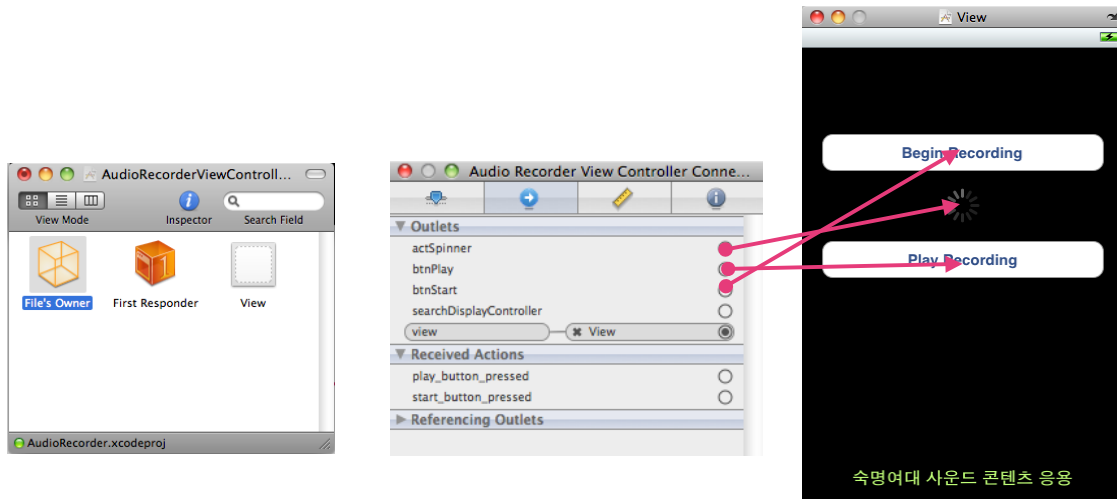 AudioRecorderViewControll...
View Mode
Inspector
Search Field
File's Owner
First Responder
View
AudioRecorder.xcodeproj
Audio Recorder View Controller Conne...
Outlets
actSpinner
btnPlay
btnStart
searchDisplayController
view
View
Received Actions
play_button_pressed
start_button_pressed
Referencing Outlets
View
Begin Recording
Play Recording
숙명여대 사운드 콘텐츠 응용